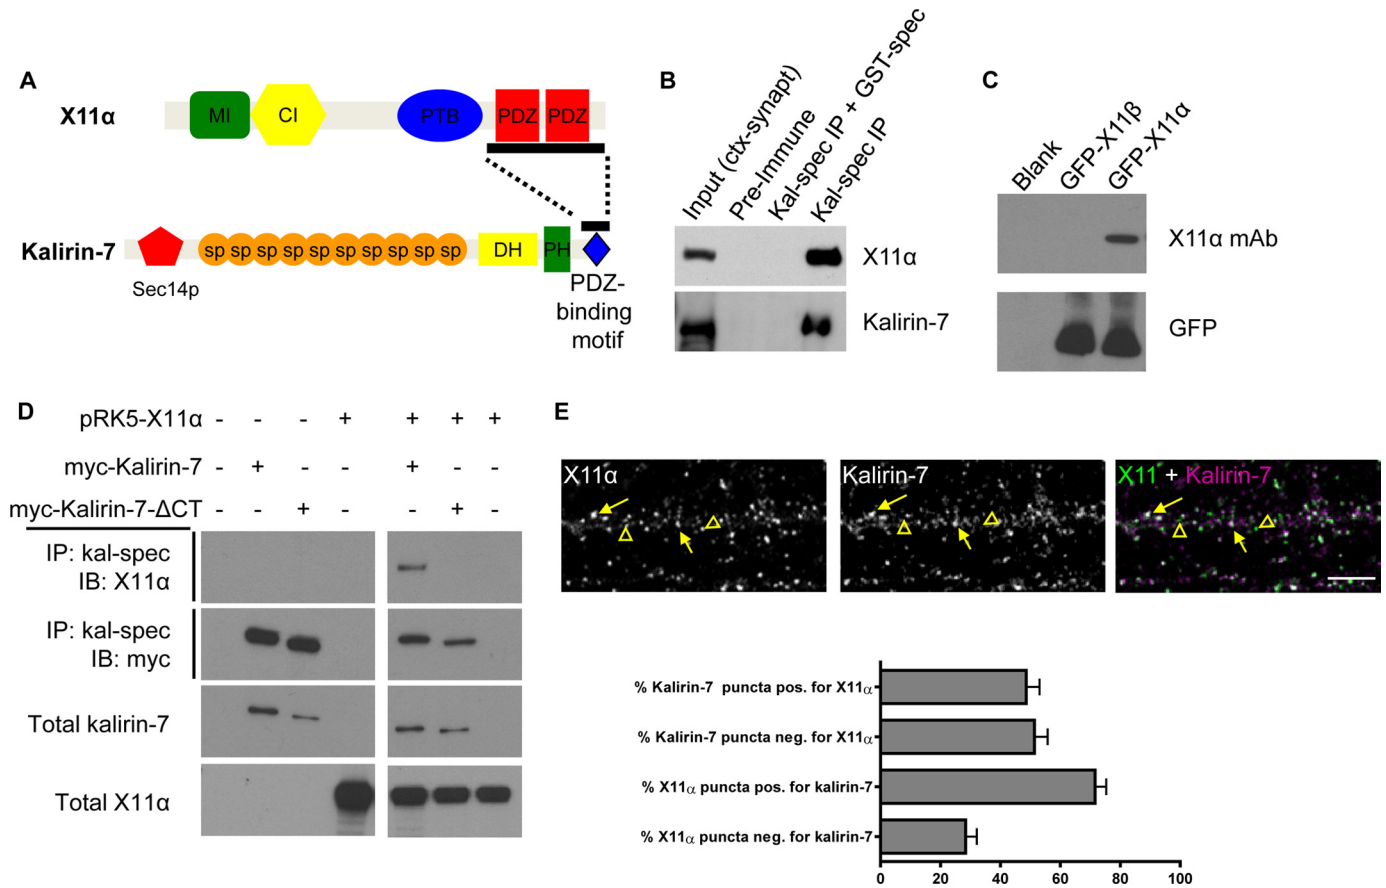 A
X11α
MI
CI
PTB
PDZ
PDZ
Kalirin-7
sp sp sp sp sp sp sp sp sp sp
DH
PH
Sec14p
PDZ-
binding
motif
B
Input (ctx-synapt)
Pre-Immune
Kal-spec IP + GST-spec
Kal-spec IP
X11α
Kalirin-7
C
Blank
GFP-X11β
GFP-X11α
X11α mAb
GFP
D
pRK5-X11α - - - + + + +
myc-Kalirin-7 - + - - + - -
myc-Kalirin-7-ΔCT - - + - - + -
IP: kal-spec
IB: X11α
IP: kal-spec
IB: myc
Total kalirin-7
Total X11α
E
X11α
Kalirin-7
X11 + Kalirin-7
% Kalirin-7 puncta pos. for X11α
% Kalirin-7 puncta neg. for X11α
% X11α puncta pos. for kalirin-7
% X11α puncta neg. for kalirin-7
0 20 40 60 80 100